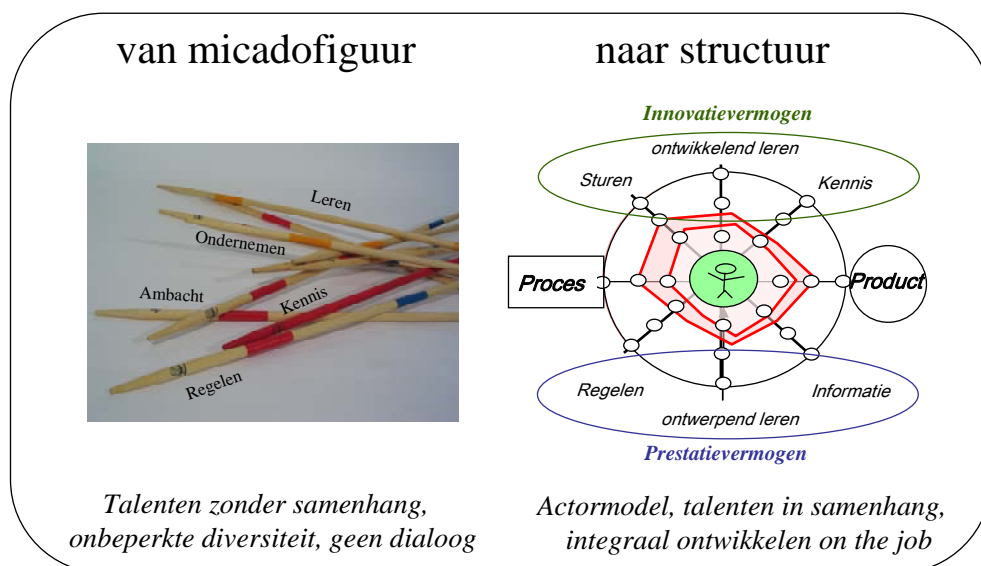 van micadofiguur
naar structuur
Leren
Ondernemen
Ambacht
Kennis
Regelen
Innovatievermogen
ontwikkelend leren
Sturen
Kennis
Proces
Product
Regelen
Informatie
ontwerpend leren
Prestatievermogen
Talenten zonder samenhang,
onbeperkte diversiteit, geen dialoog
Actormodel, talenten in samenhang,
integraal ontwikkelen on the job